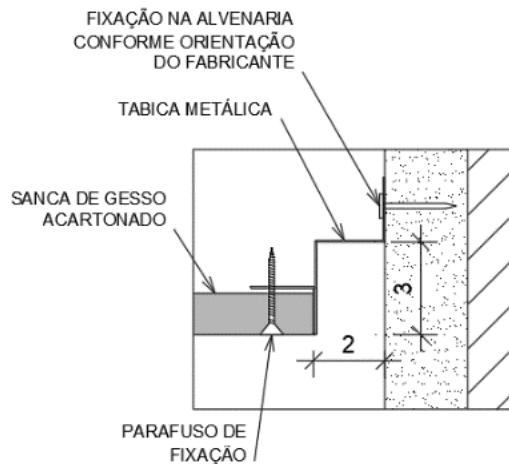 FIXAÇÃO NA ALVENARIA
CONFORME ORIENTAÇÃO
DO FABRICANTE
TABICA METÁLICA
SANCA DE GESSO
ACARTONADO
3
2
PARAFUSO DE
FIXAÇÃO